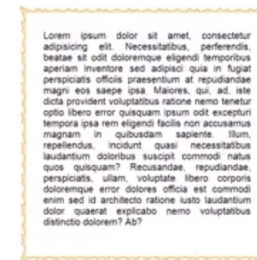 Lorem ipsum dolor sit amet, consectetur
adipisicing elit. Necessitatibus, perferendis,
beatae sit odit doloremque eligendi temporibus
aperiam inventore sed adipisci quia in fugiat
perspiciatis officiis praesentium at repudiandae
magni eos saepe ipsa. Maiores, qui, ad, iste
dicta provident voluptatibus ratione nemo tenetur
optio libero error quisquam ipsum odit excepturi
tempora ipsa rem eligendi facilis non accusamus
magnam in quibusdam sapiente. Illum,
repellendus, incidunt quasi necessitatibus
laudantium doloribus suscipit commodi natus
quos quisquam? Recusandae, repudiandae,
perspiciatis, ullam, voluptate libero corporis
doloremque error dolores officia est commodi
enim sed id architecto ratione iusto laudantium
dolor quaerat explicabo nemo voluptatibus
distinctio dolorem? Ab?